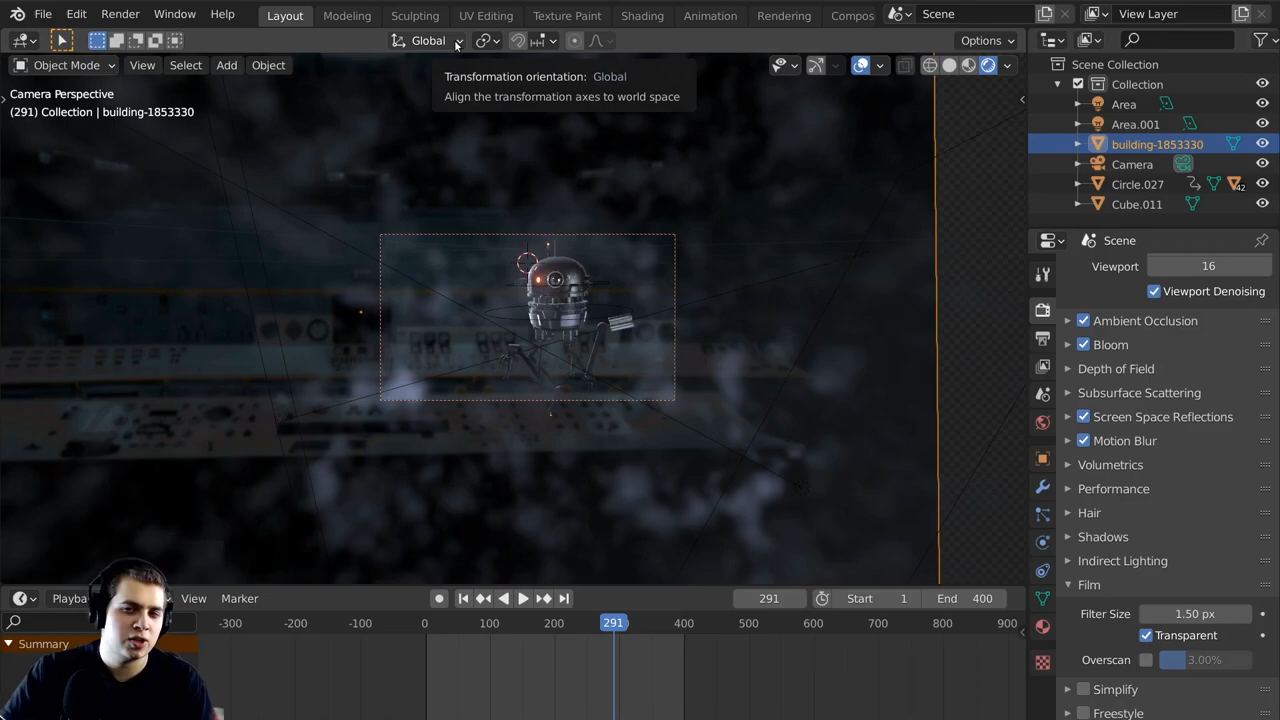 File Edit Render Window Help Layout Modeling Sculpting UV Editing Texture Paint Shading Animation Rendering Compos Scene View Layer
Global Options
Object Mode View Select Add Object
Transformation orientation: Global
Align the transformation axes to world space
Camera Perspective
(291) Collection | building-1853330
Scene Collection
Collection
Area
Area.001
building-1853330
Camera
Circle.027 42
Cube.011
Scene
Viewport 16
Viewport Denoising
Ambient Occlusion
Bloom
Depth of Field
Subsurface Scattering
Screen Space Reflections
Motion Blur
Volumetrics
Performance
Hair
Shadows
Indirect Lighting
Film
Filter Size 1.50 px
Transparent
Overscan 3.00%
Simplify
Freestyle
Playba View Marker 291 Start 1 End 400
-300 -200 -100 0 100 200 291 400 500 600 700 800 900
Summary